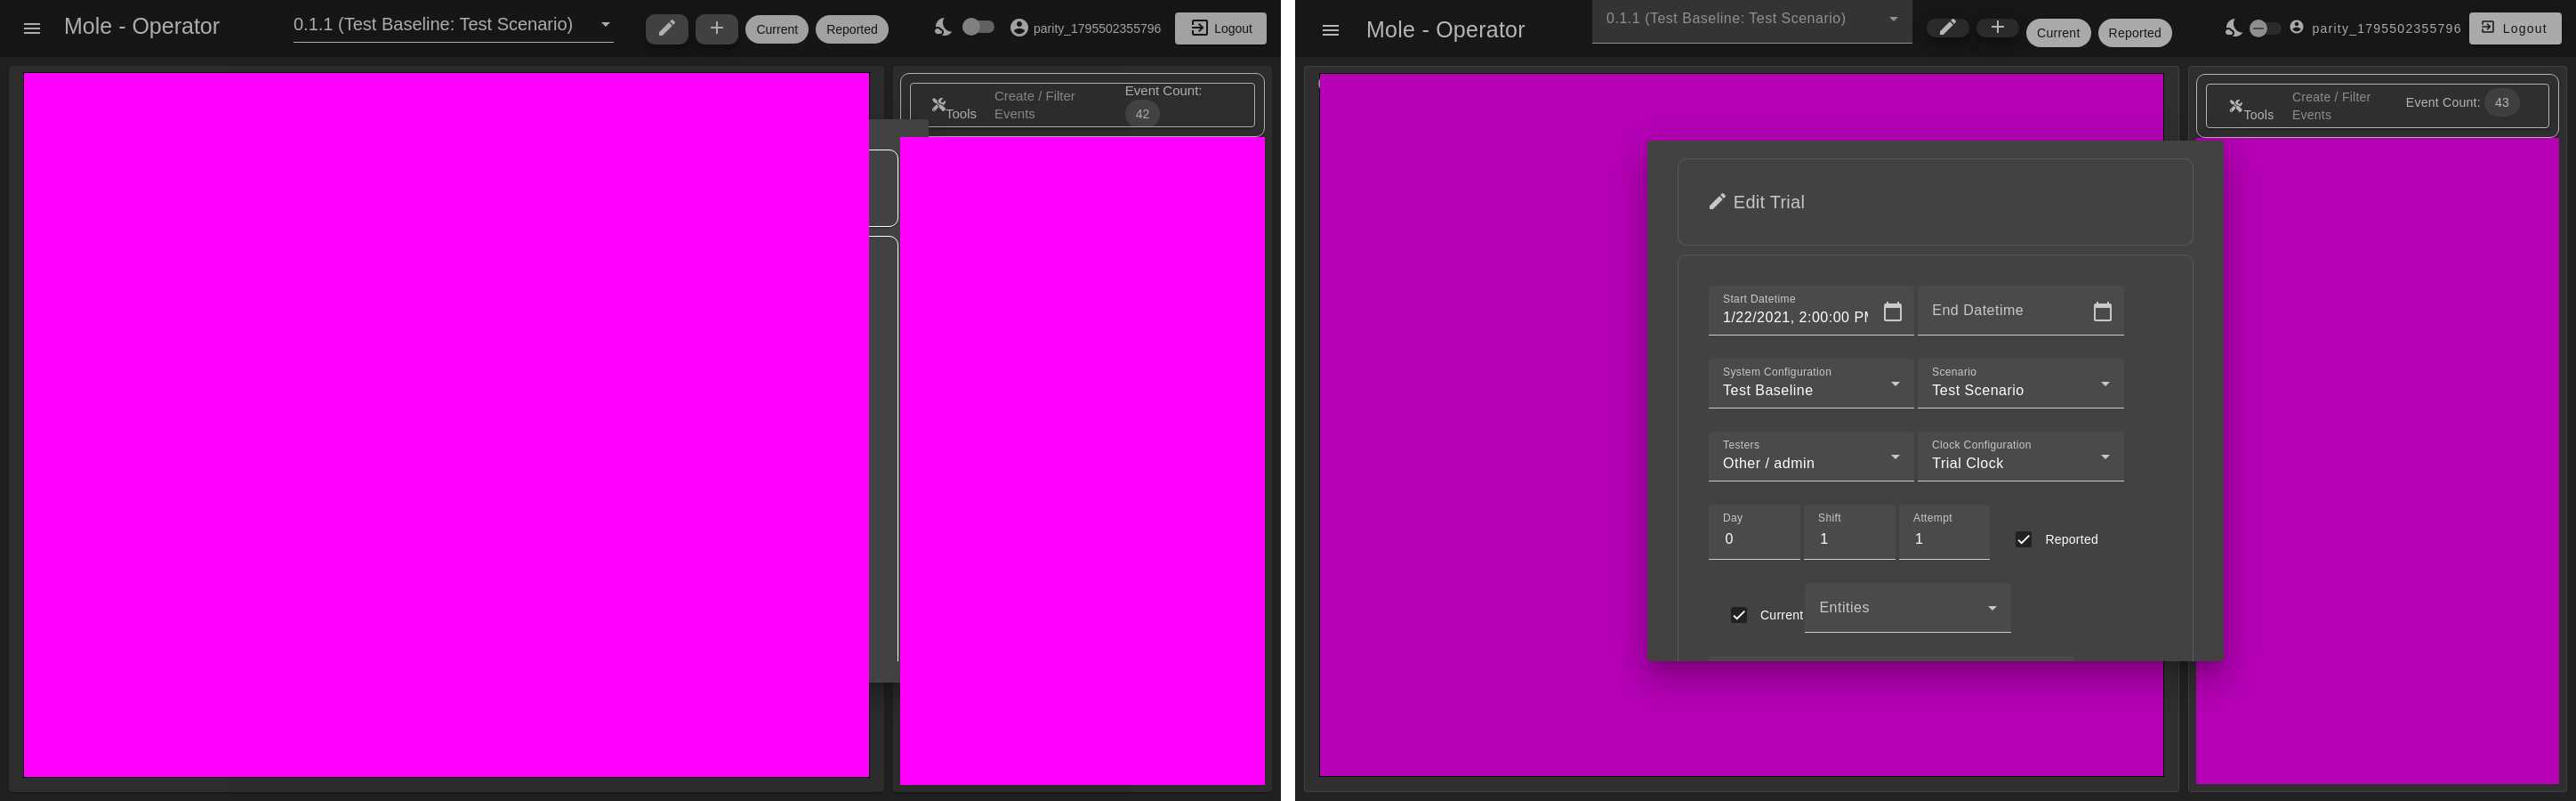 Mole - Operator
0.1.1 (Test Baseline: Test Scenario)
Current
Reported
parity_1795502355796
Logout
Tools
Create / Filter
Events
Event Count:
42
Mole - Operator
0.1.1 (Test Baseline: Test Scenario)
Current
Reported
parity_1795502355796
Logout
Tools
Create / Filter
Events
Event Count: 43
Edit Trial
Start Datetime
1/22/2021, 2:00:00 PM
End Datetime
System Configuration
Test Baseline
Scenario
Test Scenario
Testers
Other / admin
Clock Configuration
Trial Clock
Day
0
Shift
1
Attempt
1
Reported
Current
Entities